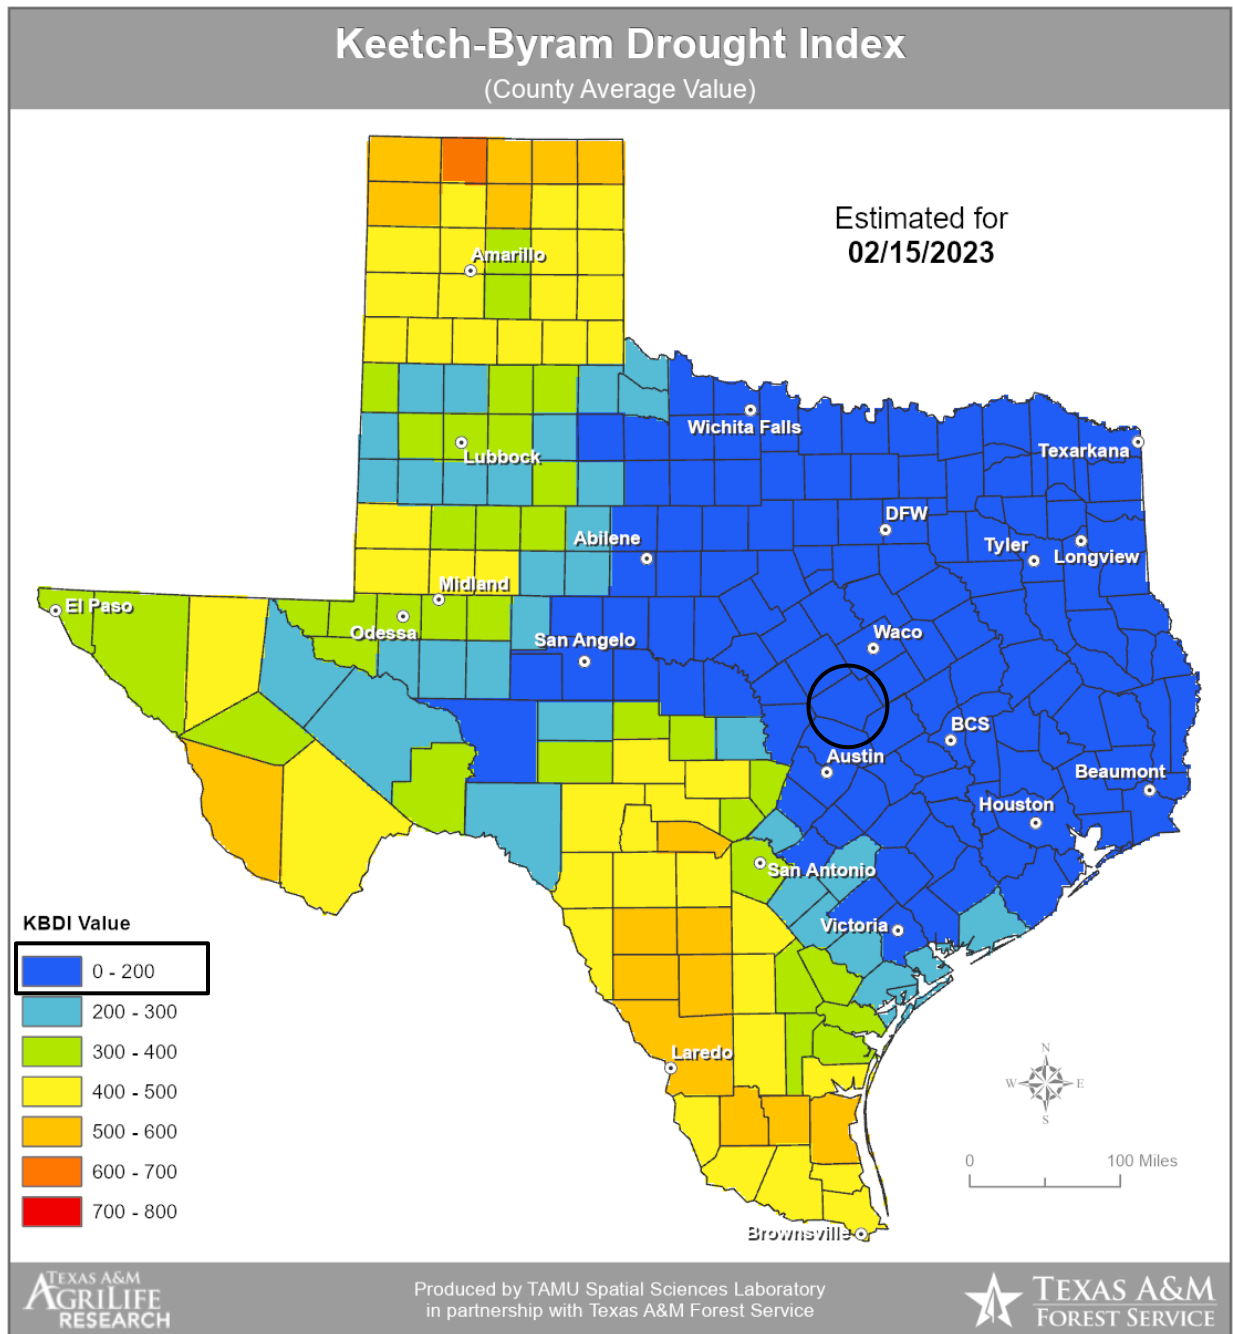 Keetch-Byram Drought Index
(County Average Value)
Estimated for
02/15/2023
Amarillo
Wichita Falls
Texarkana
Lubbock
DFW
Abilene
Tyler
Longview
Midland
El Paso
Odessa
San Angelo
Waco
BCS
Austin
Beaumont
Houston
San Antonio
Victoria
Laredo
Brownsville
KBDI Value
0 - 200
200 - 300
300 - 400
400 - 500
500 - 600
600 - 700
700 - 800
N
W E
S
0 100 Miles
TEXAS A&M
AGRILIFE
RESEARCH
Produced by TAMU Spatial Sciences Laboratory
in partnership with Texas A&M Forest Service
TEXAS A&M
FOREST SERVICE